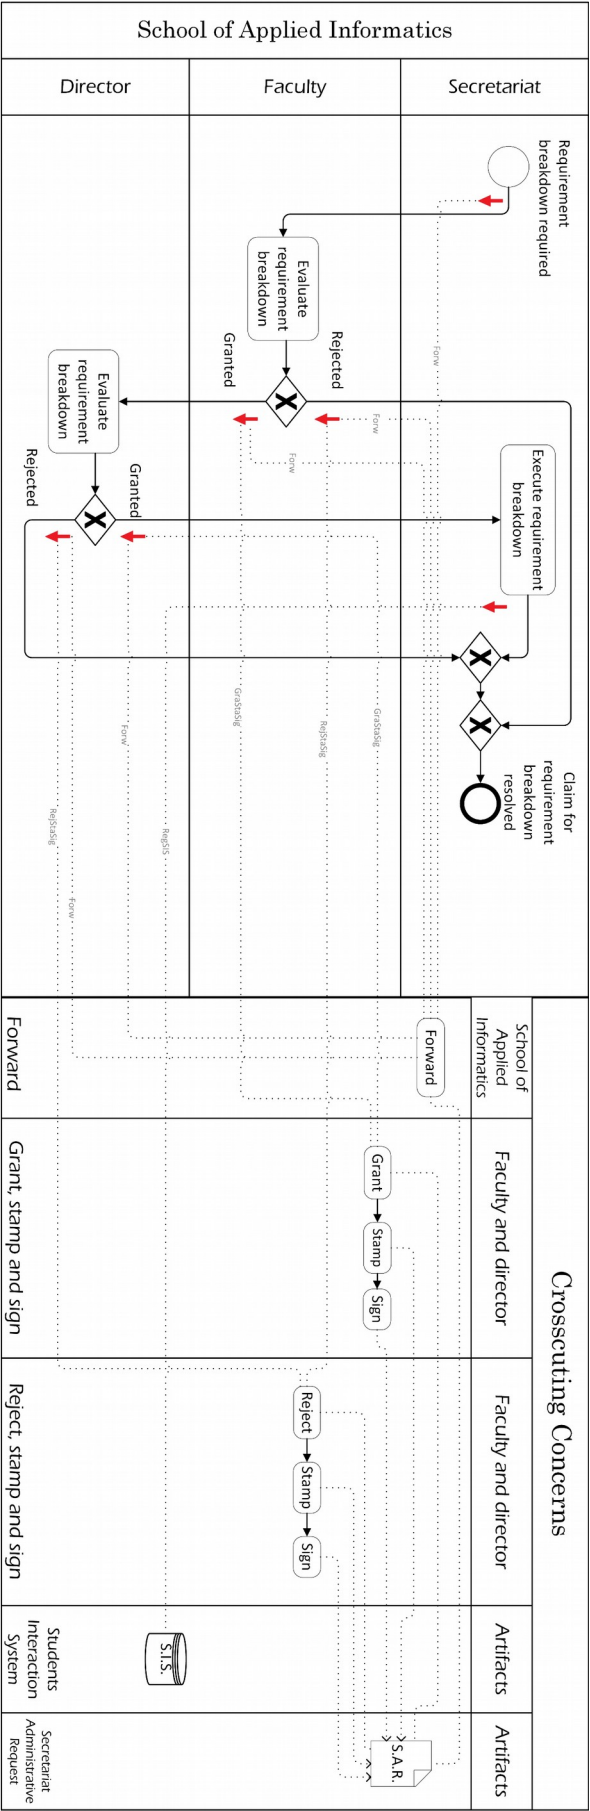 School of Applied Informatics
Director
Faculty
Secretariat
Requirement
breakdown required
Evaluate
requirement
breakdown
Rejected
Granted
Forw
Forw
Forw
Evaluate
requirement
breakdown
Granted
Rejected
Execute requirement
breakdown
X
X
X
X
Claim for
requirement
breakdown
resolved
GraStaSig
RejStaSig
GraStaSig
Forw
RegSIS
RejStaSig
Forw
Crosscuting Concerns
School of
Applied
Informatics
Forward
Forward
Faculty and director
Grant
Stamp
Sign
Grant, stamp and sign
Faculty and director
Reject
Stamp
Sign
Reject, stamp and sign
Artifacts
S.I.S.
Students
Interaction
System
Artifacts
S.A.R.
Secretariat
Administrative
Request